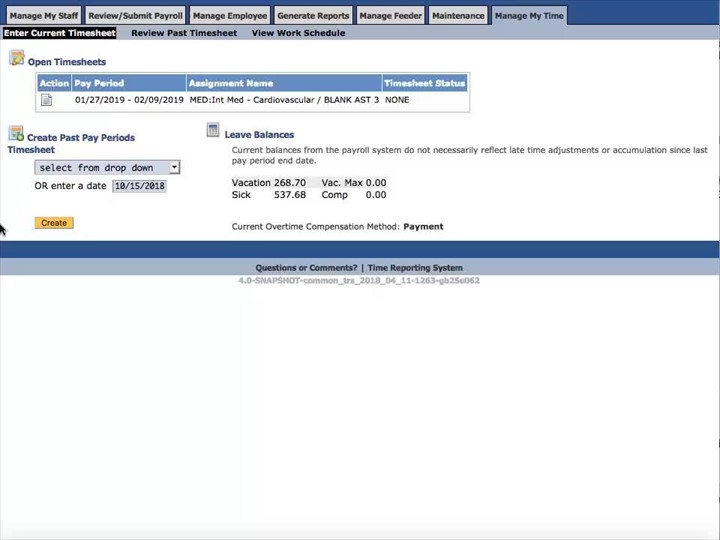 Manage My Staff Review/Submit Payroll Manage Employee Generate Reports Manage Feeder Maintenance Manage My Time
Enter Current Timesheet Review Past Timesheet View Work Schedule
Open Timesheets
Action Pay Period Assignment Name Timesheet Status
01/27/2019 - 02/09/2019 MED:Int Med - Cardiovascular / BLANK AST 3 NONE
Create Past Pay Periods
Timesheet
select from drop down
OR enter a date 10/15/2018
Create
Leave Balances
Current balances from the payroll system do not necessarily reflect late time adjustments or accumulation since last
pay period end date.
Vacation 268.70 Vac. Max 0.00
Sick 537.68 Comp 0.00
Current Overtime Compensation Method: Payment
Questions or Comments? | Time Reporting System
4.0-SNAPSHOT-common_tra_2018_04_11-1263-gb25e062